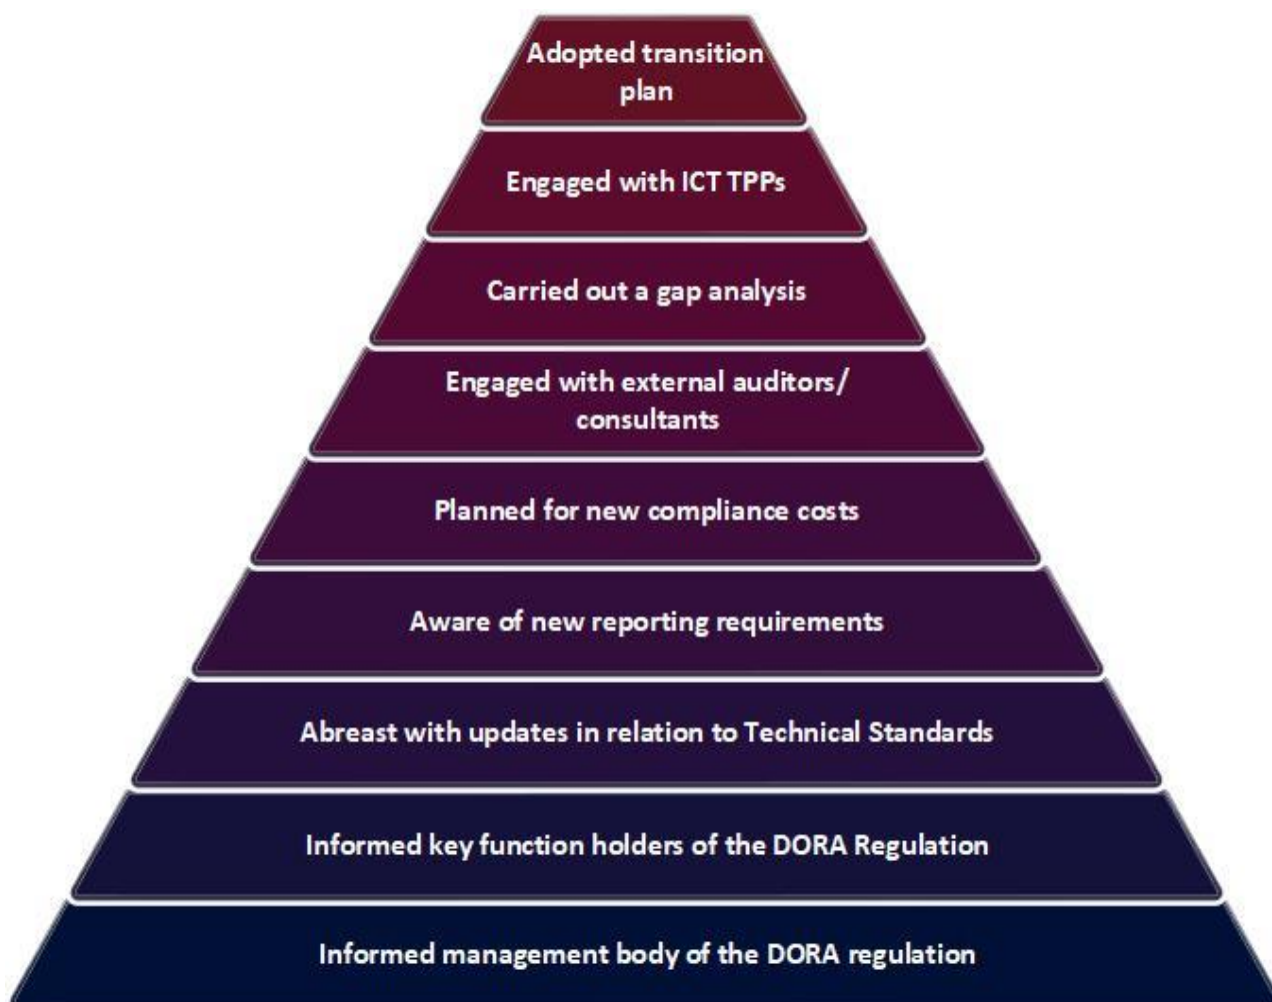 Adopted transition
plan
Engaged with ICT TPPs
Carried out a gap analysis
Engaged with external auditors/
consultants
Planned for new compliance costs
Aware of new reporting requirements
Abreast with updates in relation to Technical Standards
Informed key function holders of the DORA Regulation
Informed management body of the DORA regulation